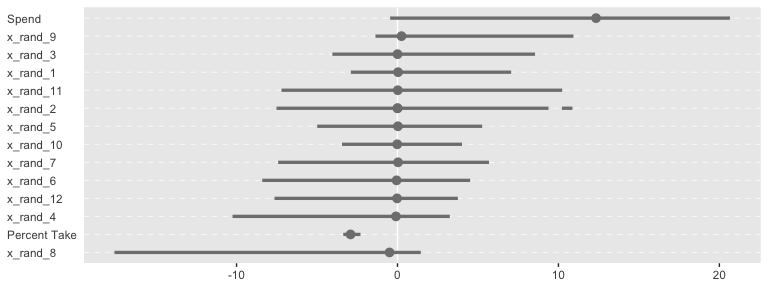 Spend
x_rand_9
x_rand_3
x_rand_1
x_rand_11
x_rand_2
x_rand_5
x_rand_10
x_rand_7
x_rand_6
x_rand_12
x_rand_4
Percent Take
x_rand_8
-10 0 10 20